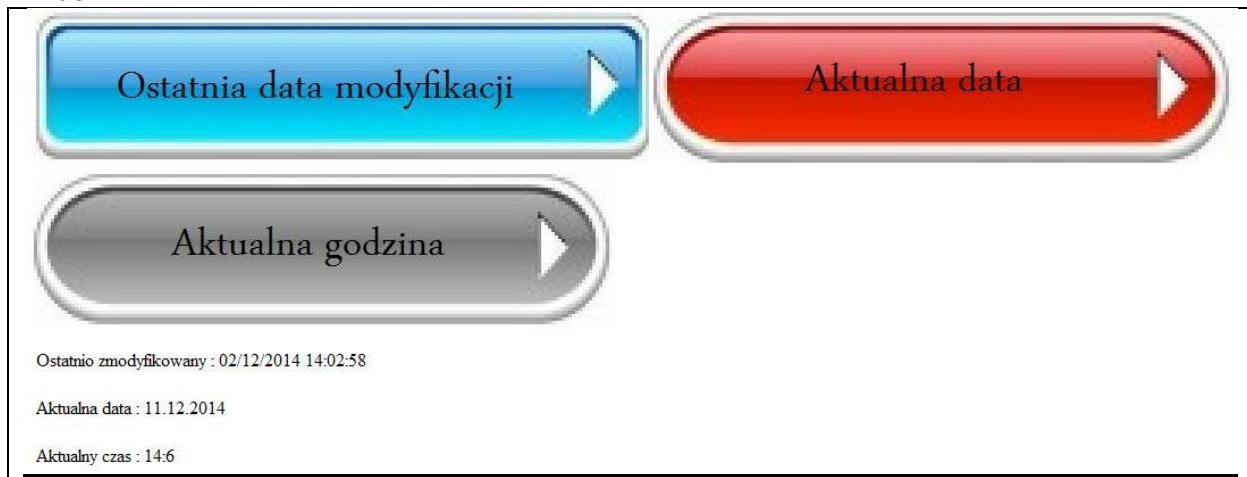 Ostatnia data modyfikacji
Aktualna data
Aktualna godzina
Ostatnio zmodyfikowany : 02/12/2014 14:02:58
Aktualna data : 11.12.2014
Aktualny czas : 14:6